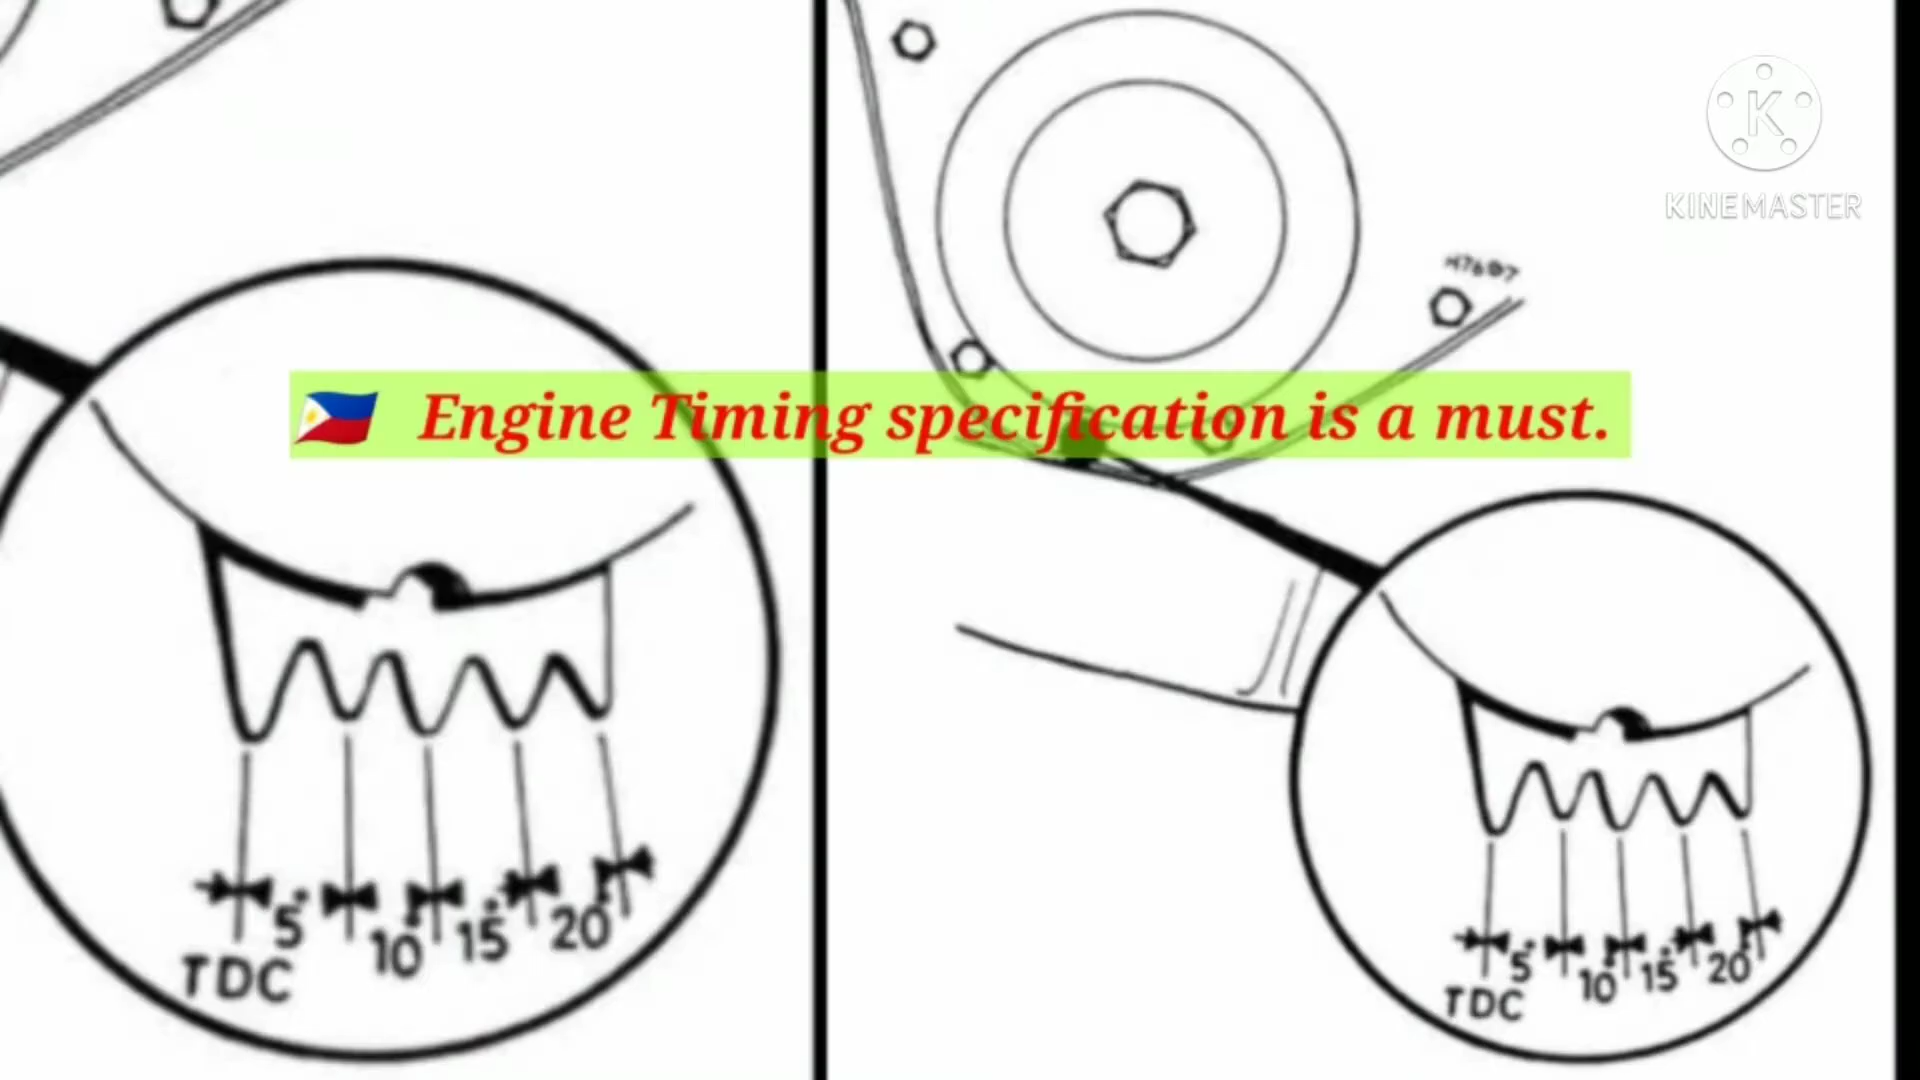 K
KINEMASTER
Engine Timing specification is a must.
5°
10°
15°
20°
TDC
5°
10°
15°
20°
TDC